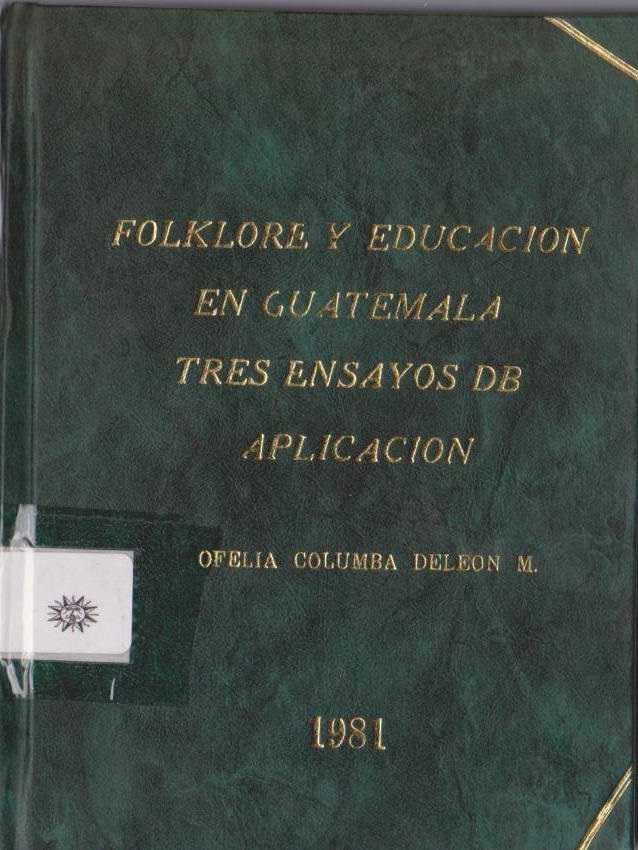 FOLKLORE Y EDUCACION
EN GUATEMALA
TRES ENSAYOS DB
APLICACION
OFELIA COLUMBA DELEON M.
1981